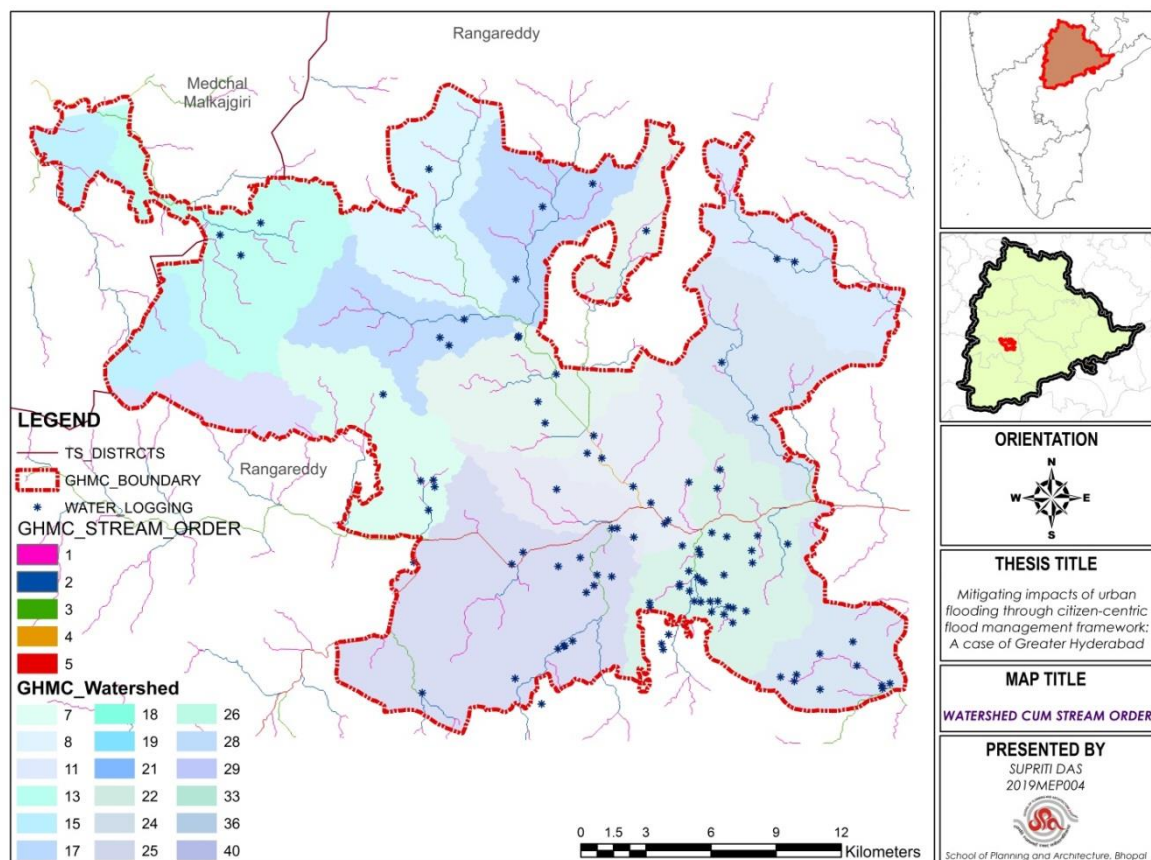 Rangareddy
Medchal
Malkajgiri
Rangareddy
LEGEND
TS_DISTRCTS
GHMC_BOUNDARY
WATER_LOGGING
GHMC_STREAM_ORDER
1
2
3
4
5
GHMC_Watershed
7 18 26
8 19 28
11 21 29
13 22 33
15 24 36
17 25 40
0 1.5 3 6 9 12
Kilometers
ORIENTATION
N
W E
S
THESIS TITLE
Mitigating impacts of urban
flooding through citizen-centric
flood management framework:
A case of Greater Hyderabad
MAP TITLE
WATERSHED CUM STREAM ORDER
PRESENTED BY
SUPRITI DAS
2019MEP004
School of Planning and Architecture, Bhopal